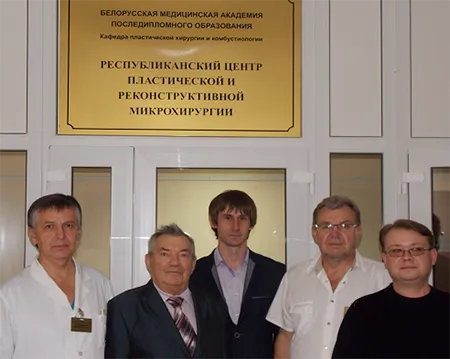 БЕЛОРУССКАЯ МЕДИЦИНСКАЯ АКАДЕМИЯ
ПОСЛЕДИПЛОМНОГО ОБРАЗОВАНИЯ
Кафедра пластической хирургии и комбустиологии
РЕСПУБЛИКАНСКИЙ ЦЕНТР
ПЛАСТИЧЕСКОЙ И
РЕКОНСТРУКТИВНОЙ
МИКРОХИРУРГИИ